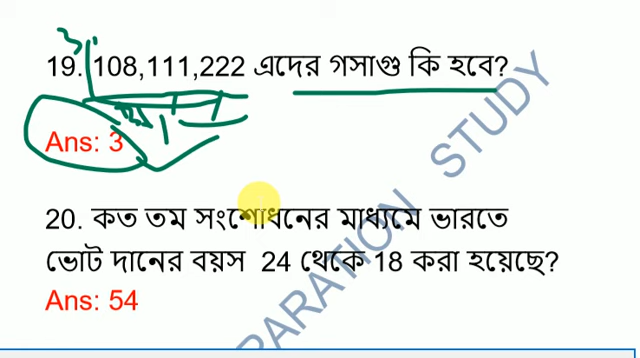 19. 108,111,222 এদের গসাগু কি হবে?
Ans: 3
20. কত তম সংশোধনের মাধ্যমে ভারতে
ভোট দানের বয়স 24 থেকে 18 করা হয়েছে?
Ans: 54
PARATION STUDY